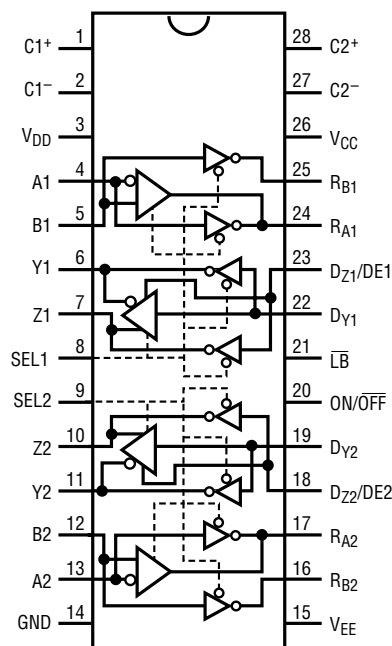 C1+ 1 28 C2+
C1– 2 27 C2–
VDD 3 26 VCC
A1 4 25 RB1
B1 5 24 RA1
Y1 6 23 DZ1/DE1
Z1 7 22 DY1
SEL1 8 21 L̅B̅
SEL2 9 20 ON/O̅F̅F̅
Z2 10 19 DY2
Y2 11 18 DZ2/DE2
B2 12 17 RA2
A2 13 16 RB2
GND 14 15 VEE